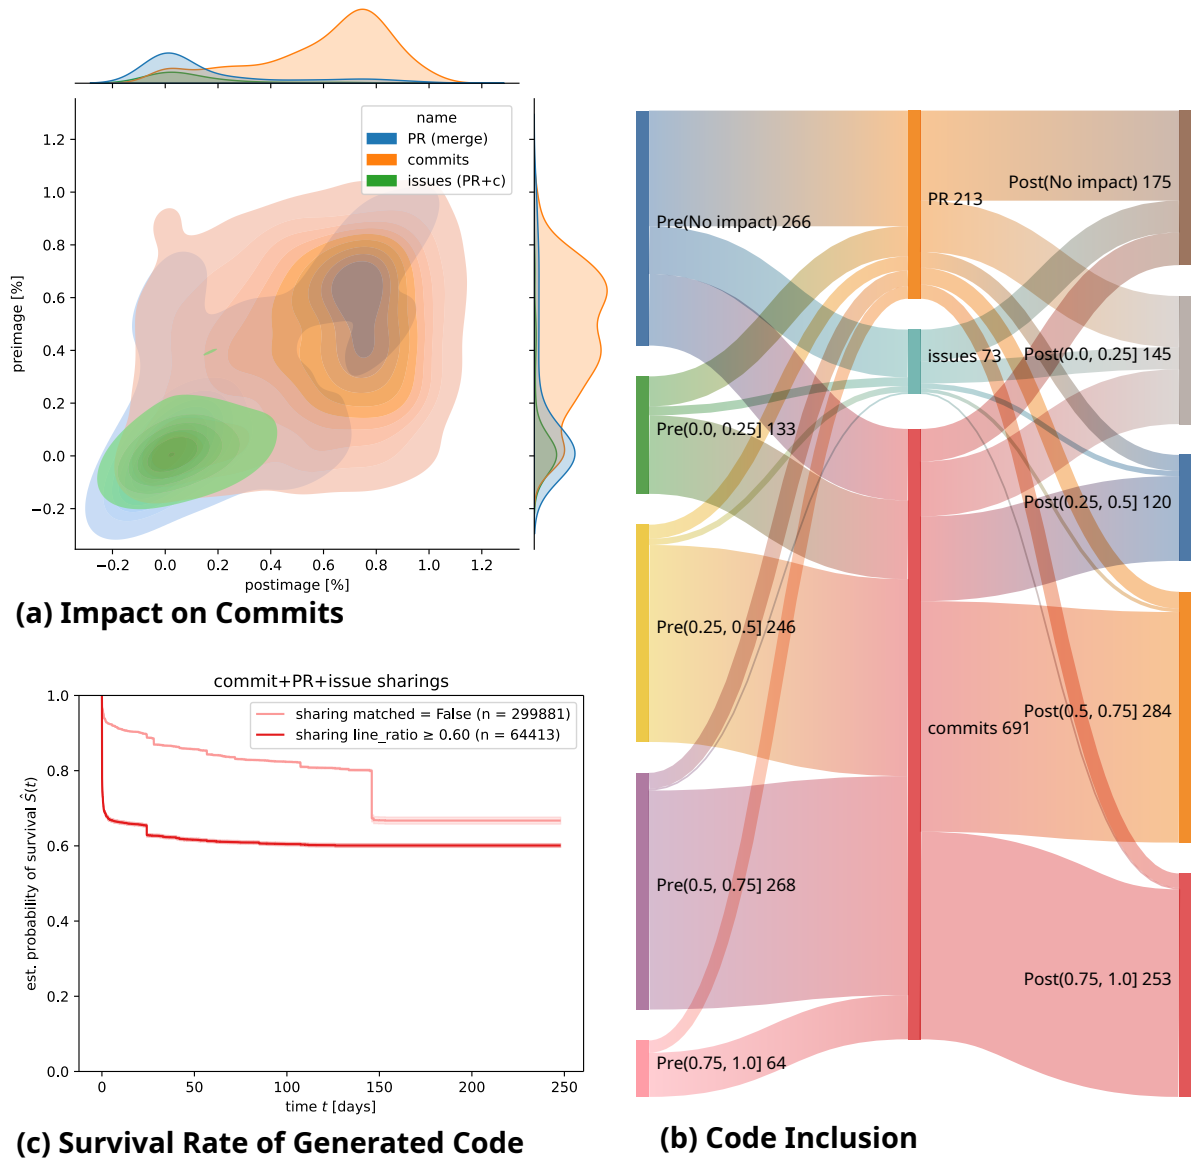 name
PR (merge)
commits
issues (PR+c)
1.2
1.0
0.8
0.6
0.4
0.2
0.0
−0.2
preimage [%]
−0.2 0.0 0.2 0.4 0.6 0.8 1.0 1.2
postimage [%]
(a) Impact on Commits
commit+PR+issue sharings
sharing matched = False (n = 299881)
sharing line_ratio ≥ 0.60 (n = 64413)
1.0
0.8
0.6
0.4
0.2
0.0
est. probability of survival Ŝ(t)
0 50 100 150 200 250
time t [days]
(c) Survival Rate of Generated Code
Pre(No impact) 266
Pre(0.0, 0.25] 133
Pre(0.25, 0.5] 246
Pre(0.5, 0.75] 268
Pre(0.75, 1.0] 64
PR 213
issues 73
commits 691
Post(No impact) 175
Post(0.0, 0.25] 145
Post(0.25, 0.5] 120
Post(0.5, 0.75] 284
Post(0.75, 1.0] 253
(b) Code Inclusion